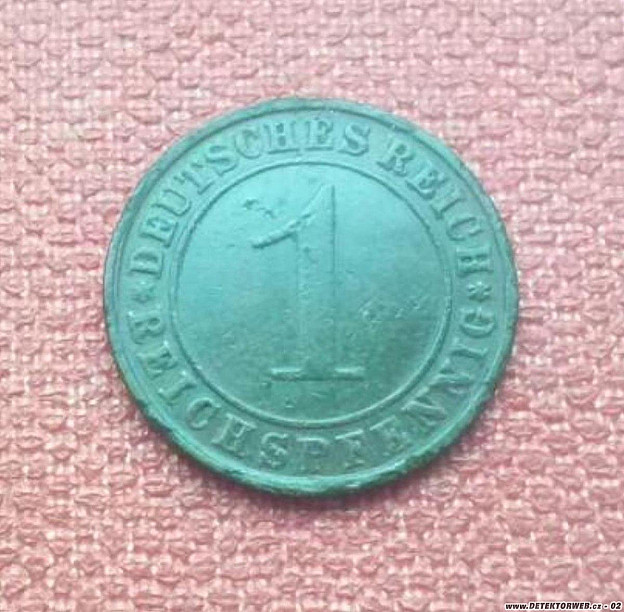 DEUTSCHES REICH
1
* REICHSPFENNIG *
www.DETEKTORWEB.cz - 02